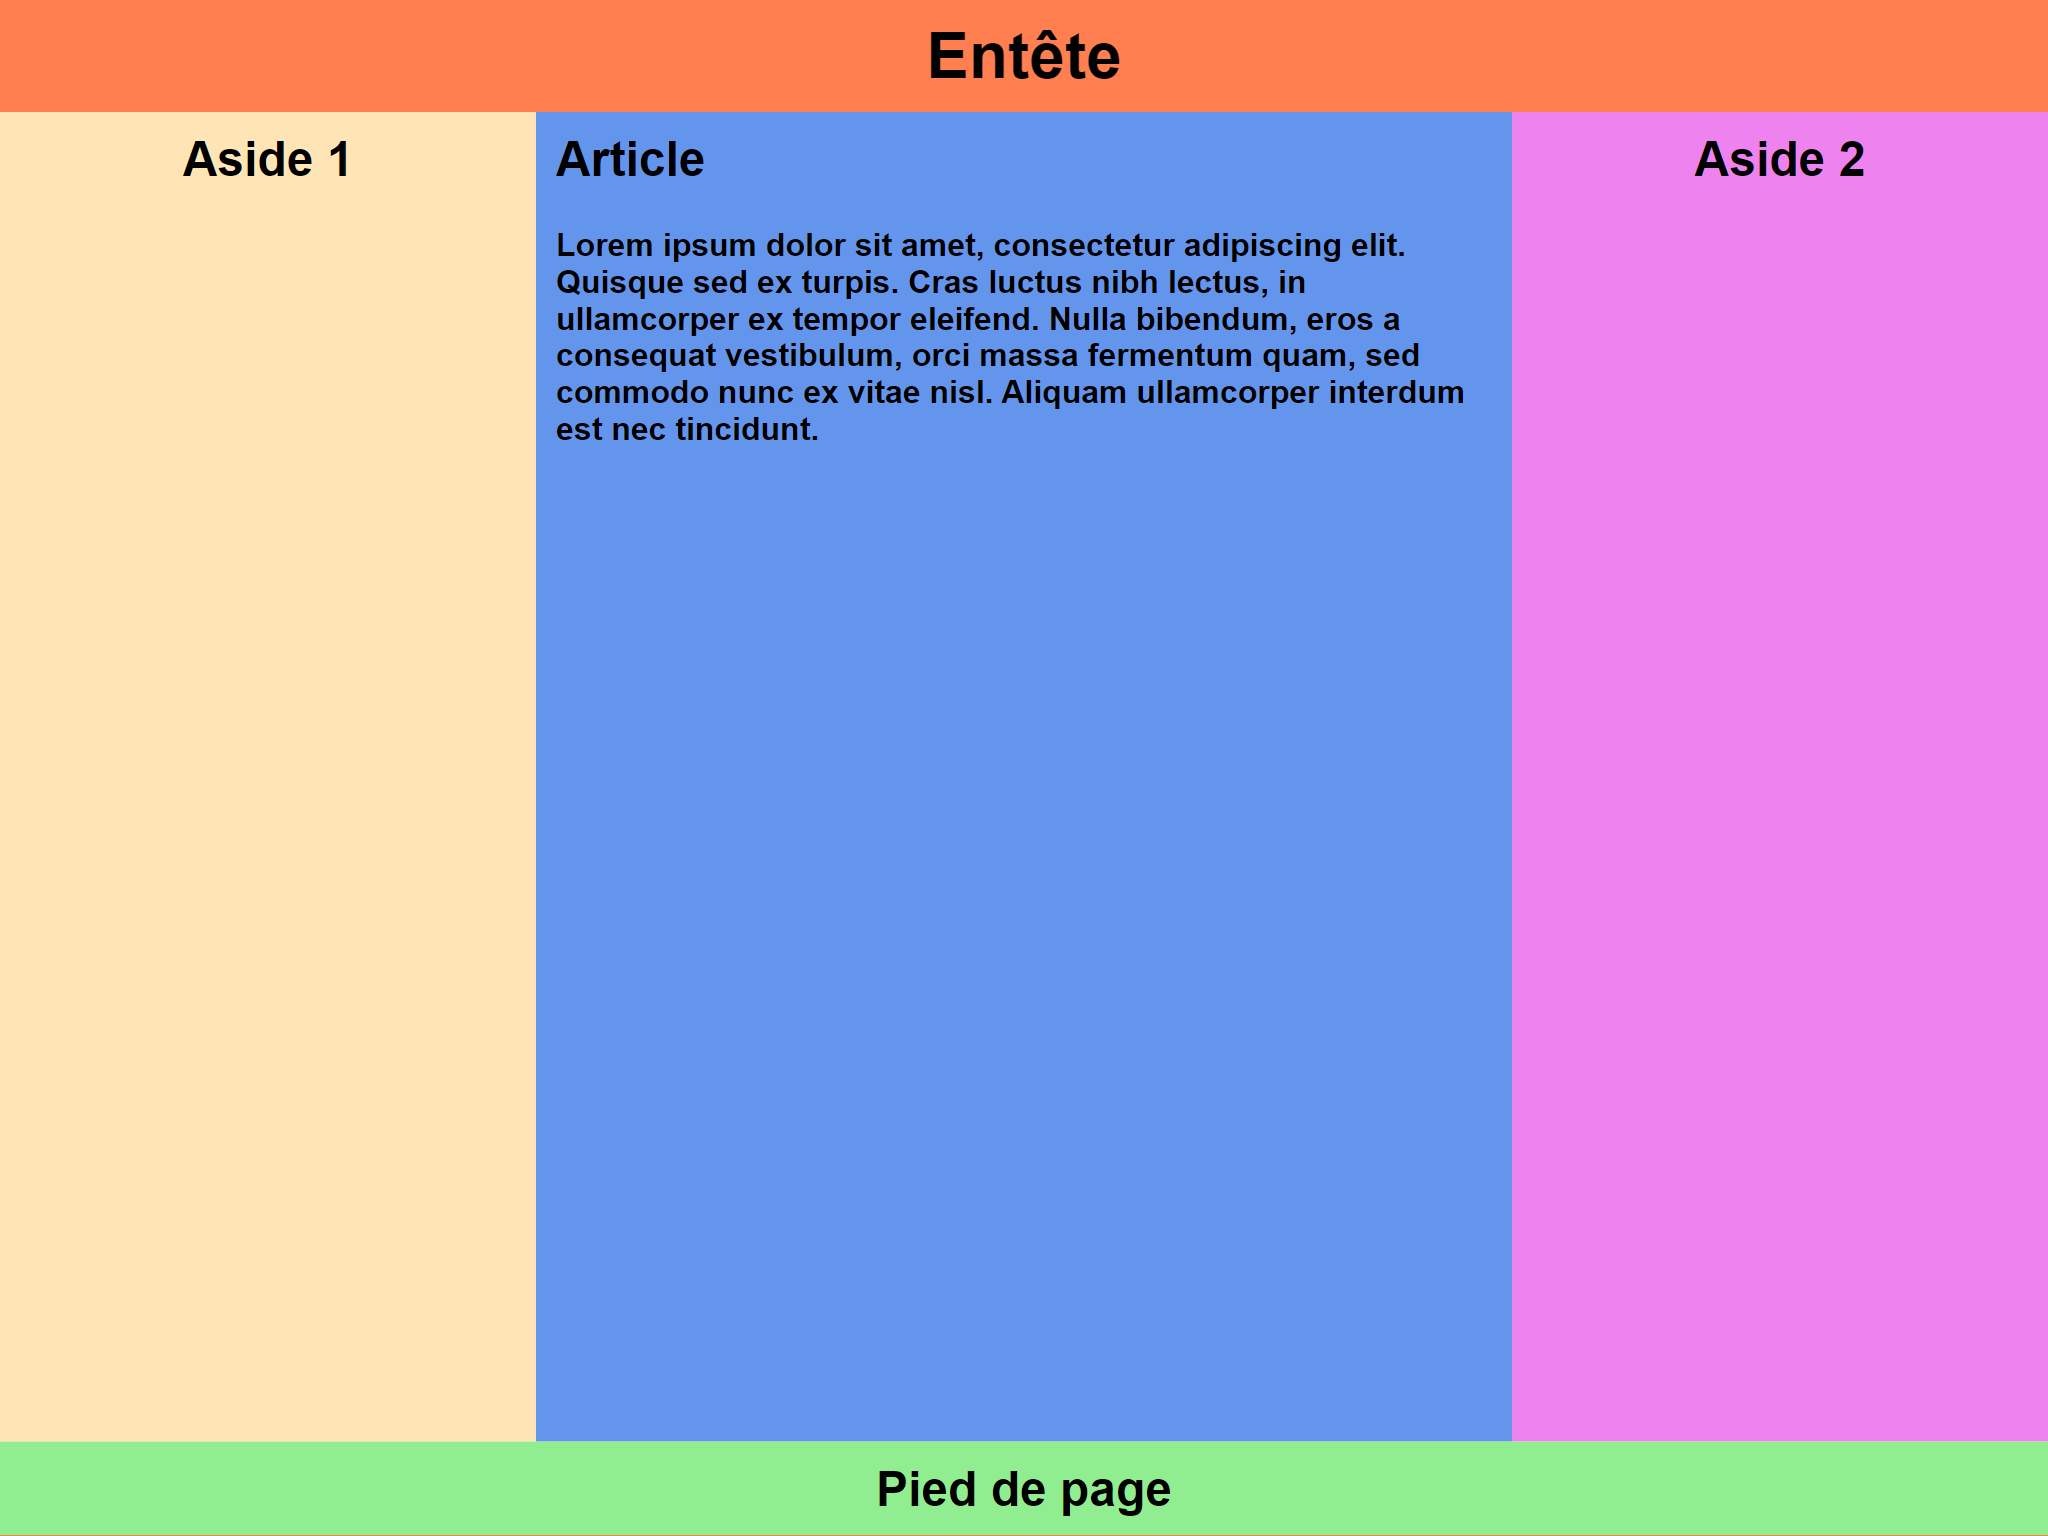 Entête
Aside 1
Article
Lorem ipsum dolor sit amet, consectetur adipiscing elit.
Quisque sed ex turpis. Cras luctus nibh lectus, in
ullamcorper ex tempor eleifend. Nulla bibendum, eros a
consequat vestibulum, orci massa fermentum quam, sed
commodo nunc ex vitae nisl. Aliquam ullamcorper interdum
est nec tincidunt.
Aside 2
Pied de page